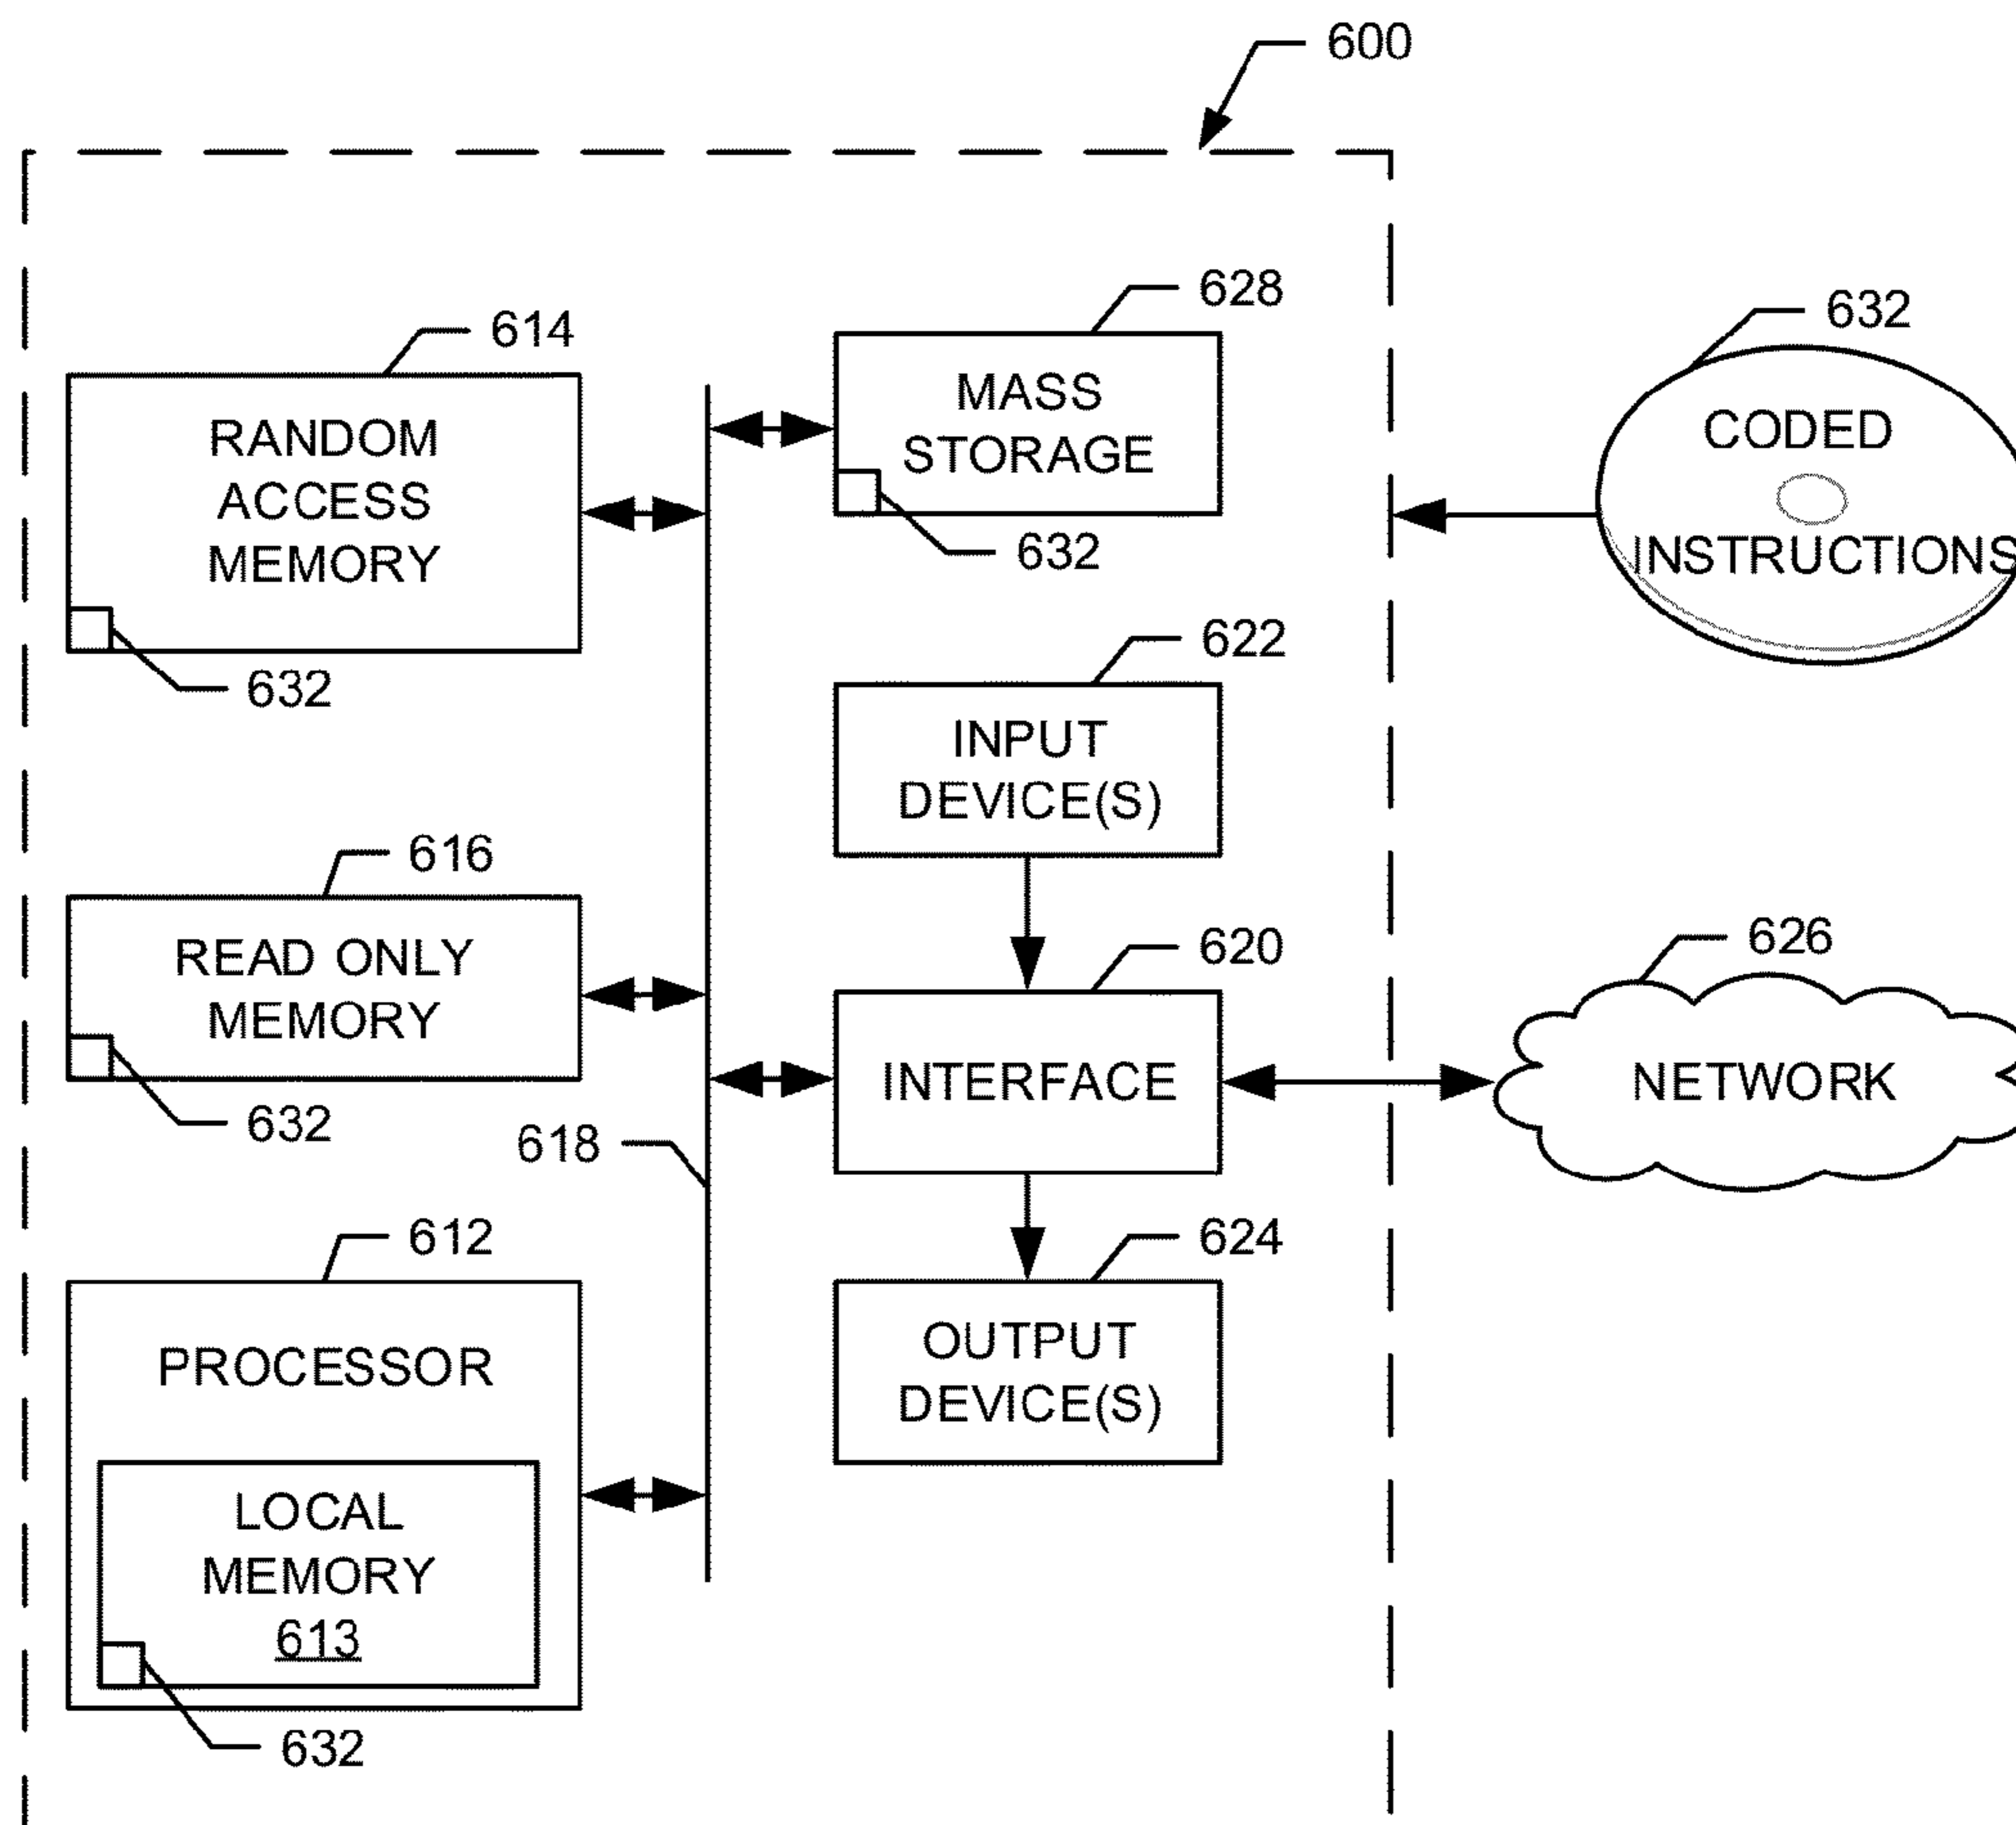 600
628
614
MASS
STORAGE
632
RANDOM
ACCESS
MEMORY
632
632
CODED
INSTRUCTIONS
622
INPUT
DEVICE(S)
616
READ ONLY
MEMORY
632
620
INTERFACE
626
NETWORK
618
612
PROCESSOR
LOCAL
MEMORY
613
632
624
OUTPUT
DEVICE(S)